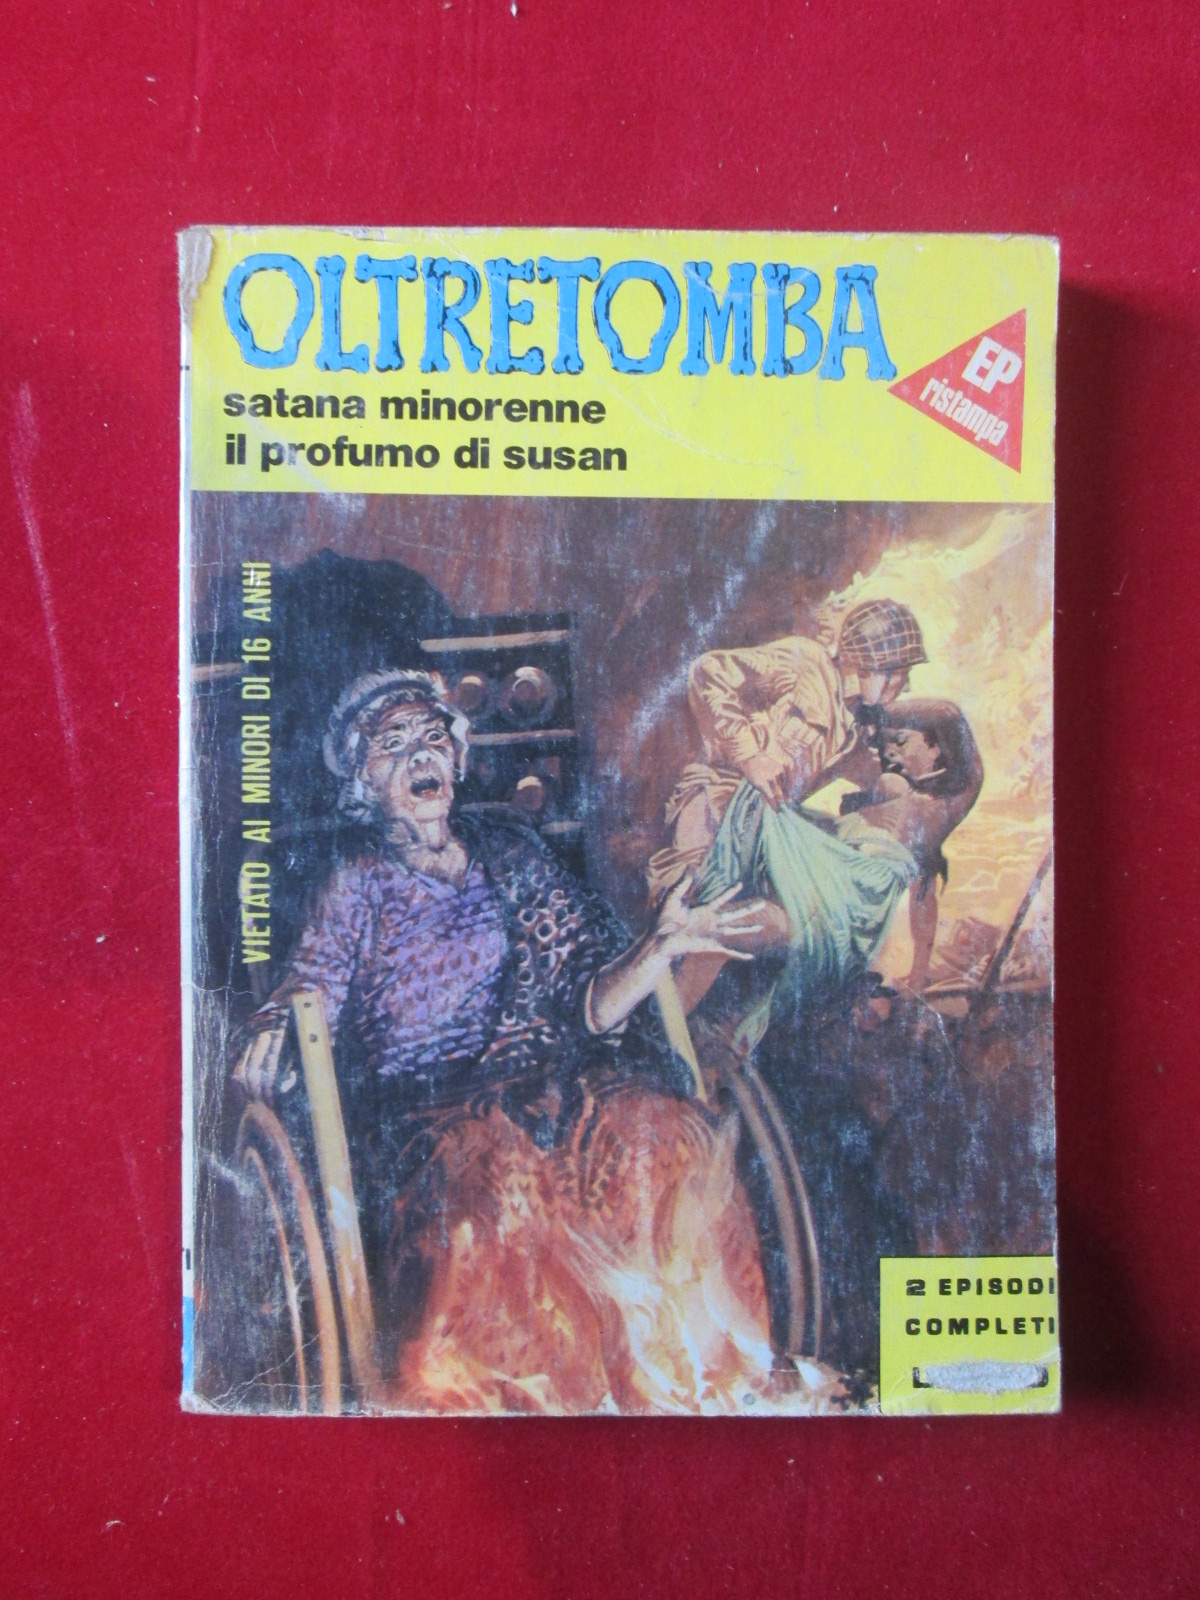 OLTRETOMBA
satana minorenne
il profumo di susan
EP
ristampa
VIETATO AI MINORI DI 16 ANNI
2 EPISODI
COMPLETI